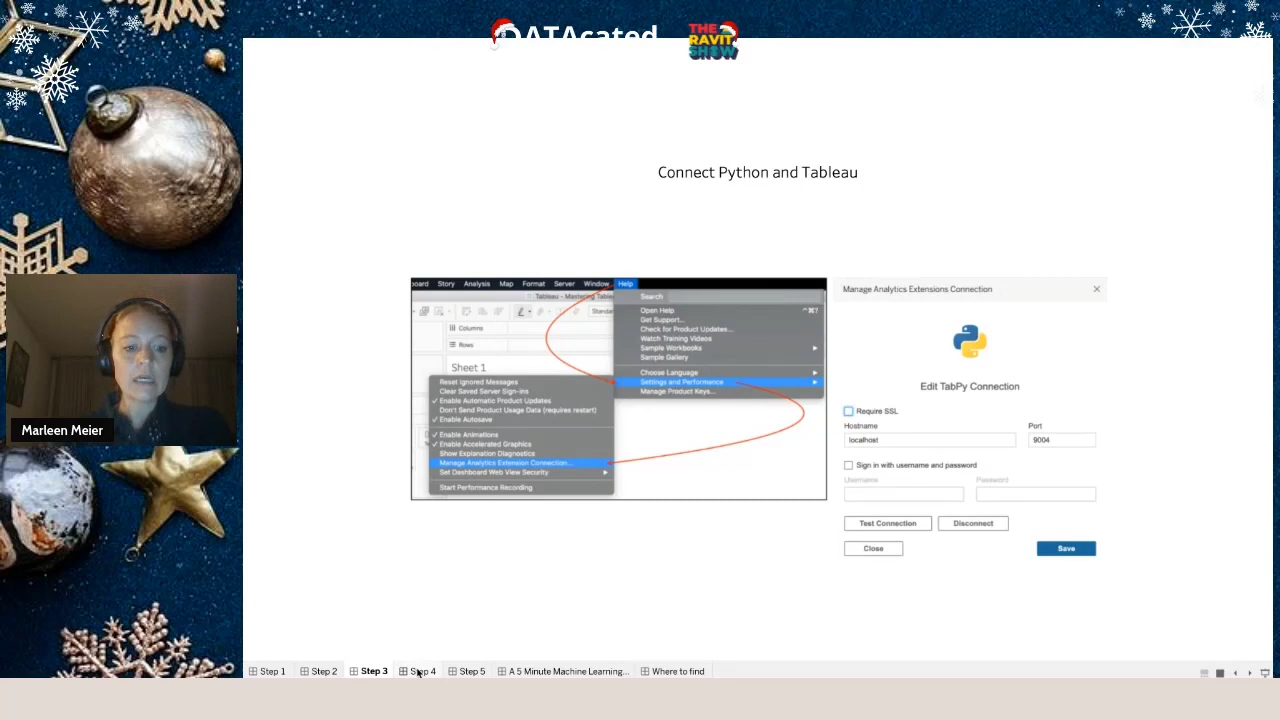 DATAcated
THE
RAVIT
SHOW
Connect Python and Tableau
board Story Analysis Map Format Server Window Help
Tableau - Mastering Table
Search
Open Help ^⌘?
Get Support...
Check for Product Updates...
Watch Training Videos
Sample Workbooks
Sample Gallery
Choose Language
Settings and Performance
Manage Product Keys...
Standar
Columns
Rows
Sheet 1
Reset Ignored Messages
Clear Saved Server Sign-ins
✓ Enable Automatic Product Updates
Don't Send Product Usage Data (requires restart)
✓ Enable Autosave
✓ Enable Animations
✓ Enable Accelerated Graphics
Show Explanation Diagnostics
Manage Analytics Extension Connection...
Set Dashboard Web View Security
Start Performance Recording
Manage Analytics Extensions Connection
Edit TabPy Connection
Require SSL
Hostname Port
localhost 9004
Sign in with username and password
Username Password
Test Connection Disconnect
Close Save
Marleen Meier
Step 1 Step 2 Step 3 Step 4 Step 5 A 5 Minute Machine Learning... Where to find